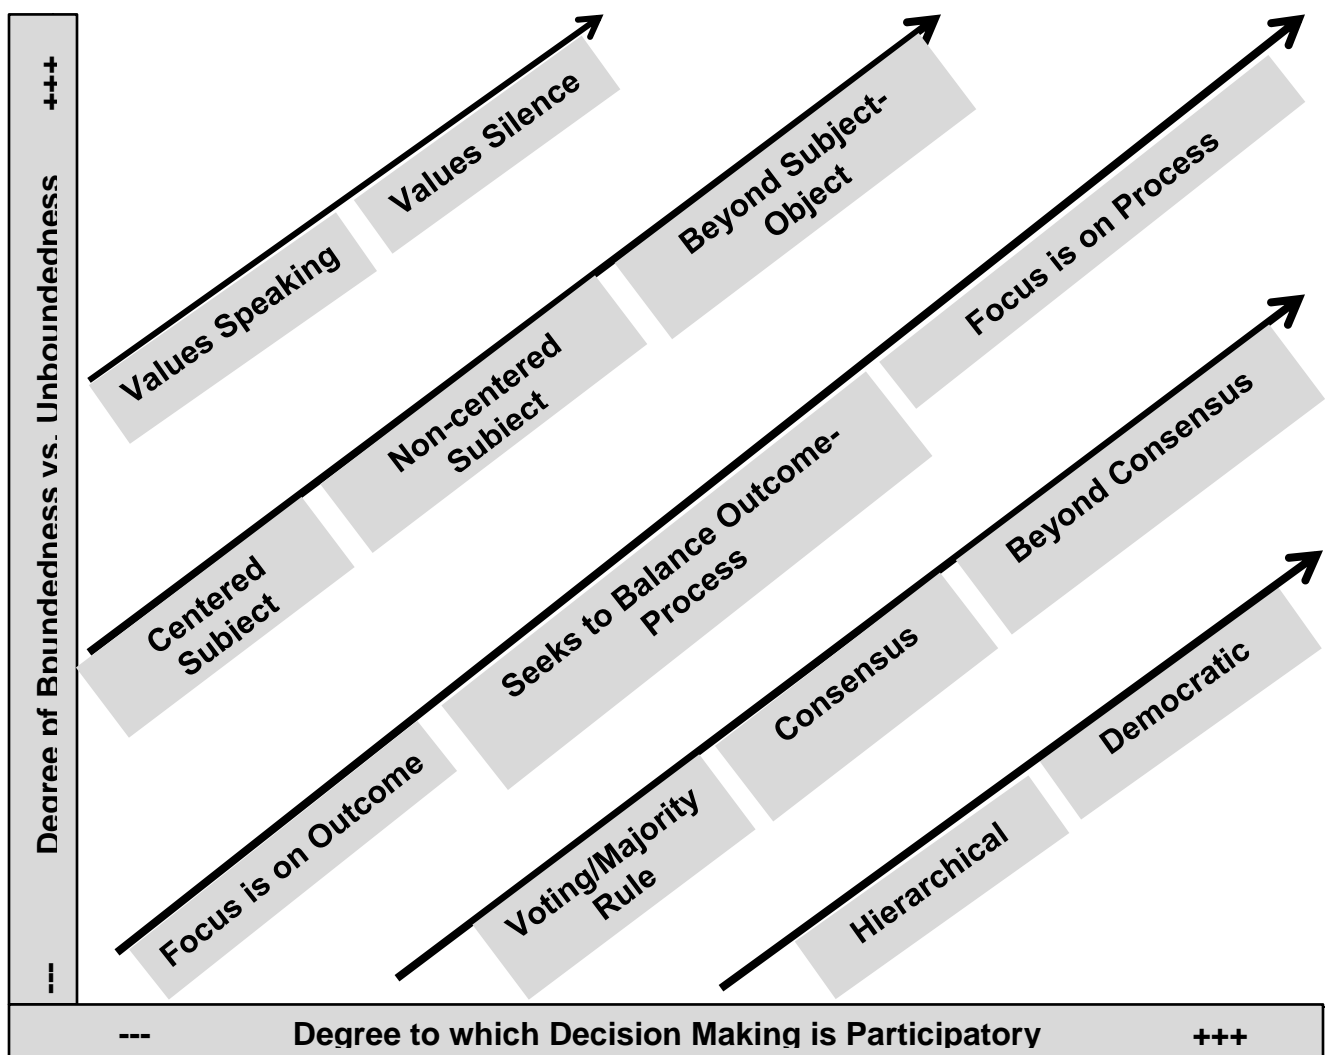 +++
Degree of Boundedness vs. Unboundedness
---
Values Speaking
Values Silence
Centered
Subject
Non-centered
Subject
Beyond Subject-
Object
Focus is on Outcome
Seeks to Balance Outcome-
Process
Focus is on Process
Voting/Majority
Rule
Consensus
Beyond Consensus
Hierarchical
Democratic
--- Degree to which Decision Making is Participatory +++